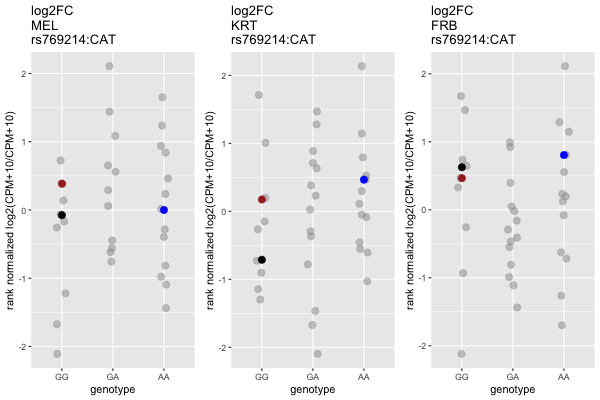 log2FC
MEL
rs769214:CAT
rank normalized log2(CPM+10/CPM+10)
2
1
0
-1
-2
GG
GA
AA
genotype
log2FC
KRT
rs769214:CAT
rank normalized log2(CPM+10/CPM+10)
2
1
0
-1
-2
GG
GA
AA
genotype
log2FC
FRB
rs769214:CAT
rank normalized log2(CPM+10/CPM+10)
2
1
0
-1
-2
GG
GA
AA
genotype